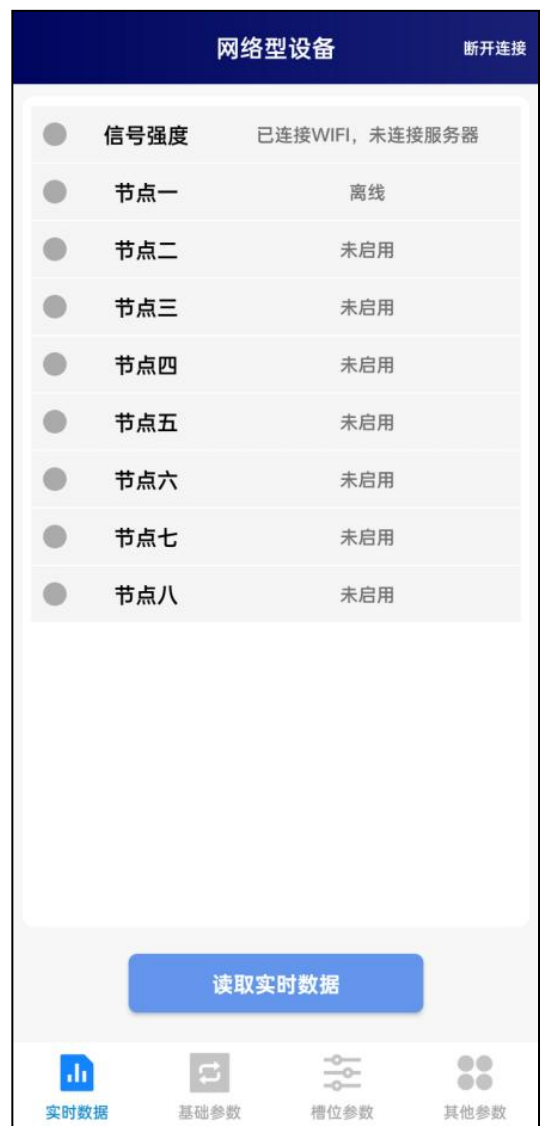 网络型设备 断开连接
信号强度 已连接WIFI，未连接服务器
节点一 离线
节点二 未启用
节点三 未启用
节点四 未启用
节点五 未启用
节点六 未启用
节点七 未启用
节点八 未启用
读取实时数据
实时数据 基础参数 槽位参数 其他参数